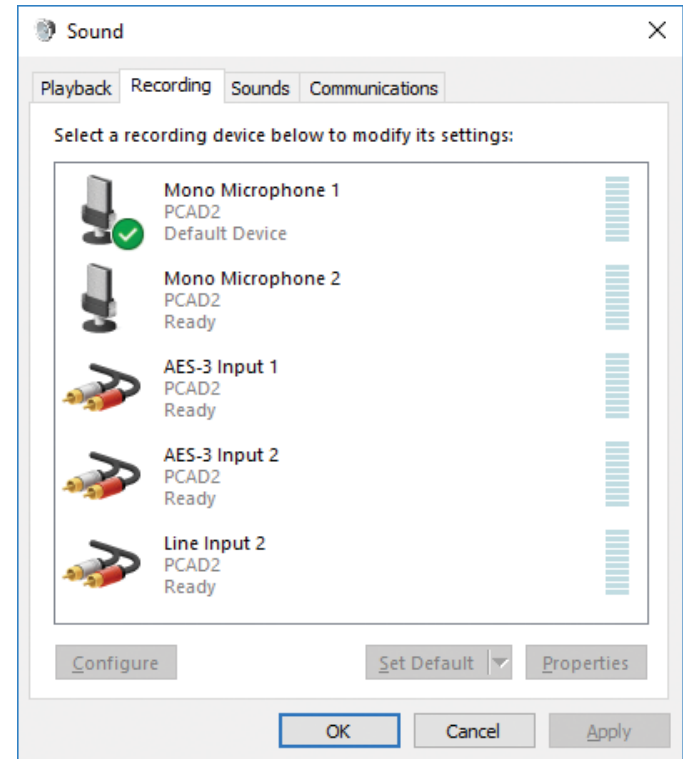 Sound
Playback Recording Sounds Communications
Select a recording device below to modify its settings:
Mono Microphone 1
PCAD2
Default Device
Mono Microphone 2
PCAD2
Ready
AES-3 Input 1
PCAD2
Ready
AES-3 Input 2
PCAD2
Ready
Line Input 2
PCAD2
Ready
Configure Set Default Properties
OK Cancel Apply